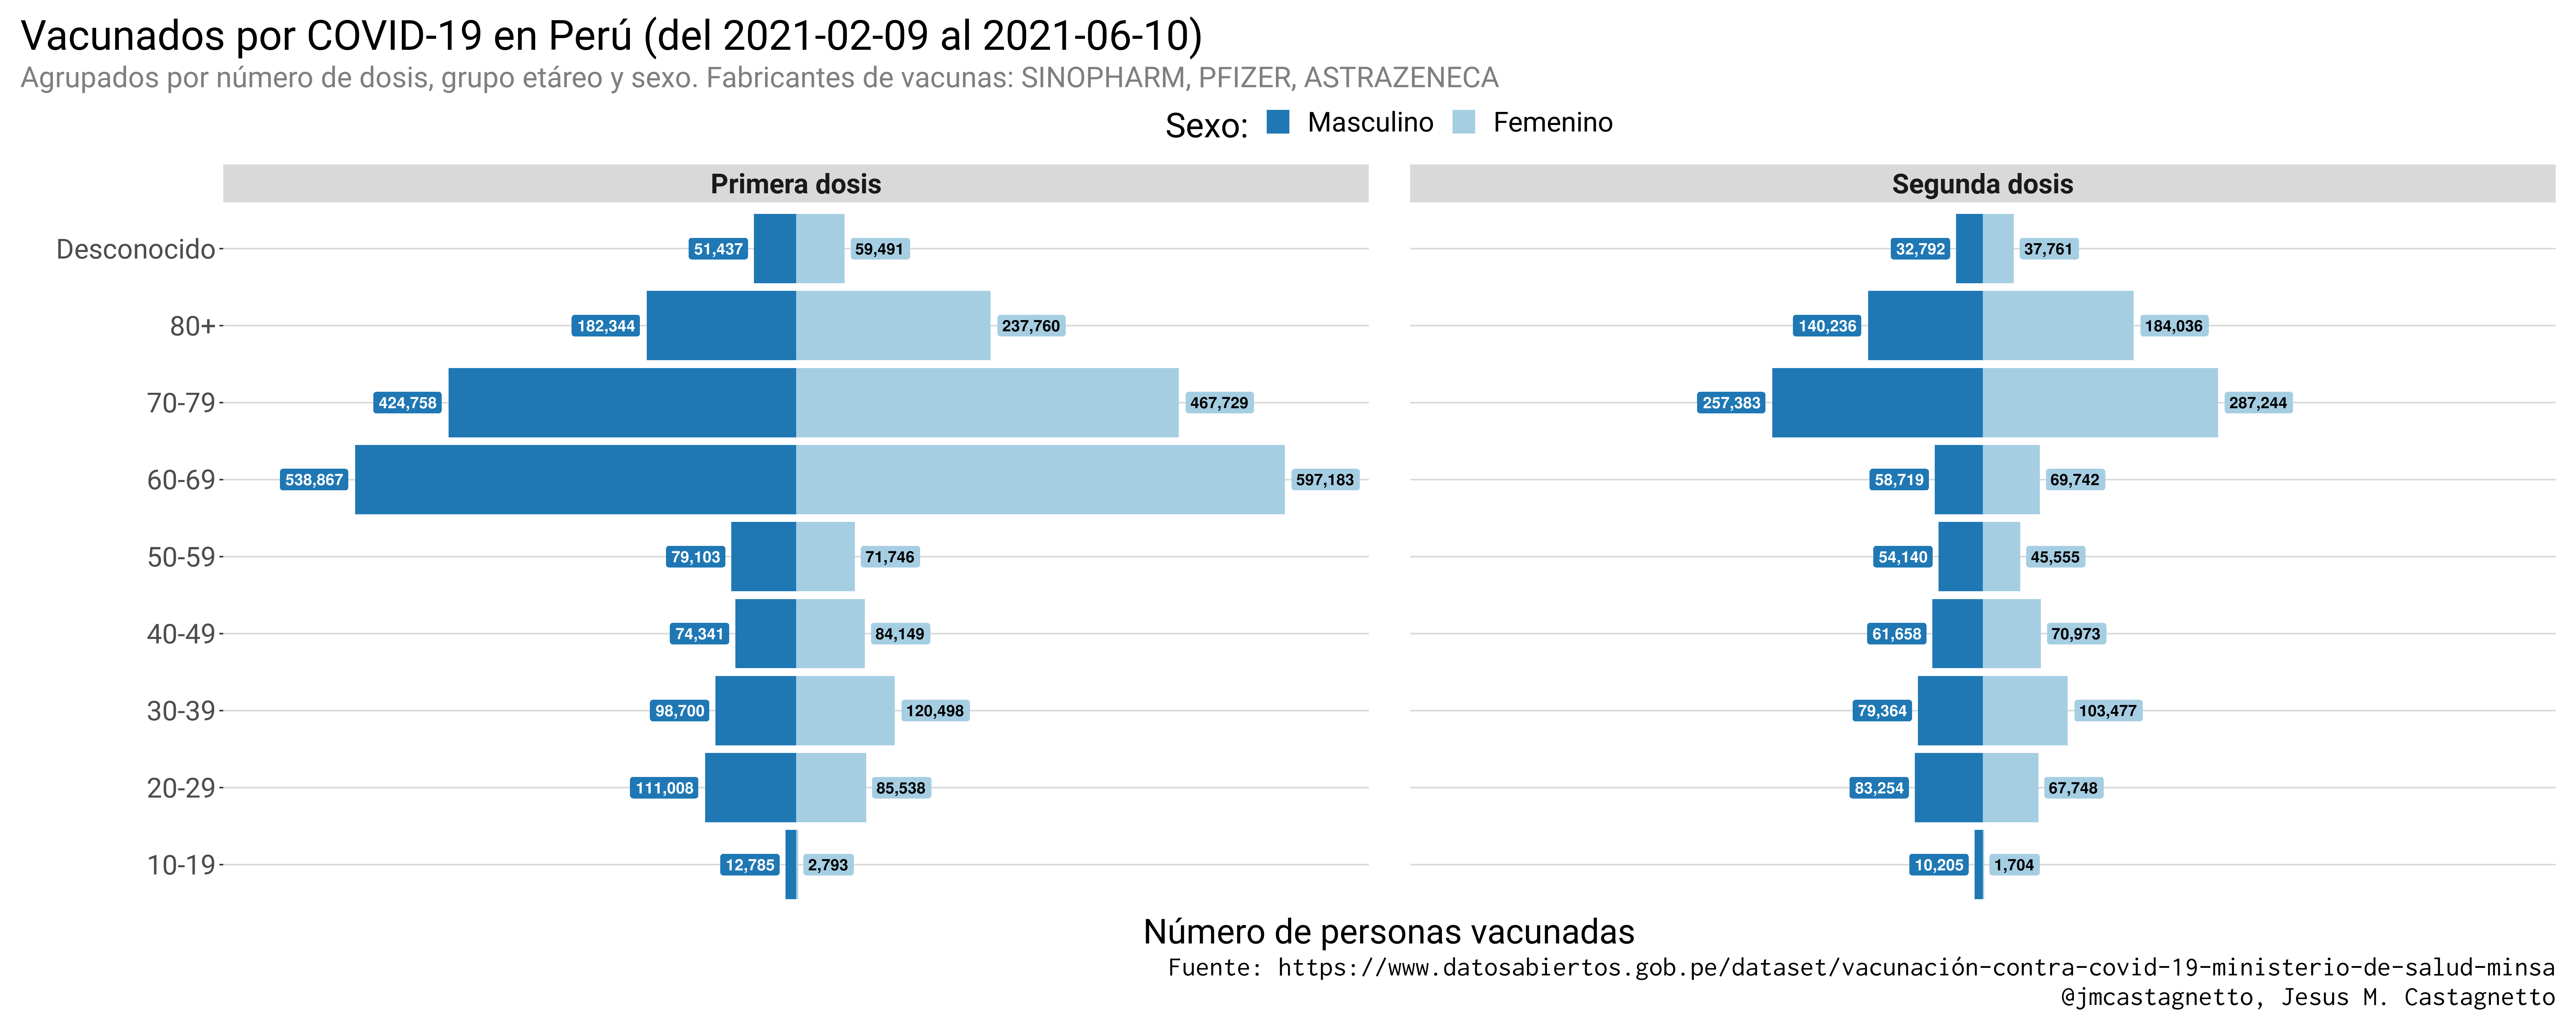 Vacunados por COVID-19 en Perú (del 2021-02-09 al 2021-06-10)
Agrupados por número de dosis, grupo etáreo y sexo. Fabricantes de vacunas: SINOPHARM, PFIZER, ASTRAZENECA
Sexo: Masculino Femenino
Primera dosis Segunda dosis
Desconocido 51,437 59,491 32,792 37,761
80+ 182,344 237,760 140,236 184,036
70-79 424,758 467,729 257,383 287,244
60-69 538,867 597,183 58,719 69,742
50-59 79,103 71,746 54,140 45,555
40-49 74,341 84,149 61,658 70,973
30-39 98,700 120,498 79,364 103,477
20-29 111,008 85,538 83,254 67,748
10-19 12,785 2,793 10,205 1,704
Número de personas vacunadas
Fuente: https://www.datosabiertos.gob.pe/dataset/vacunación-contra-covid-19-ministerio-de-salud-minsa
@jmcastagnetto, Jesus M. Castagnetto